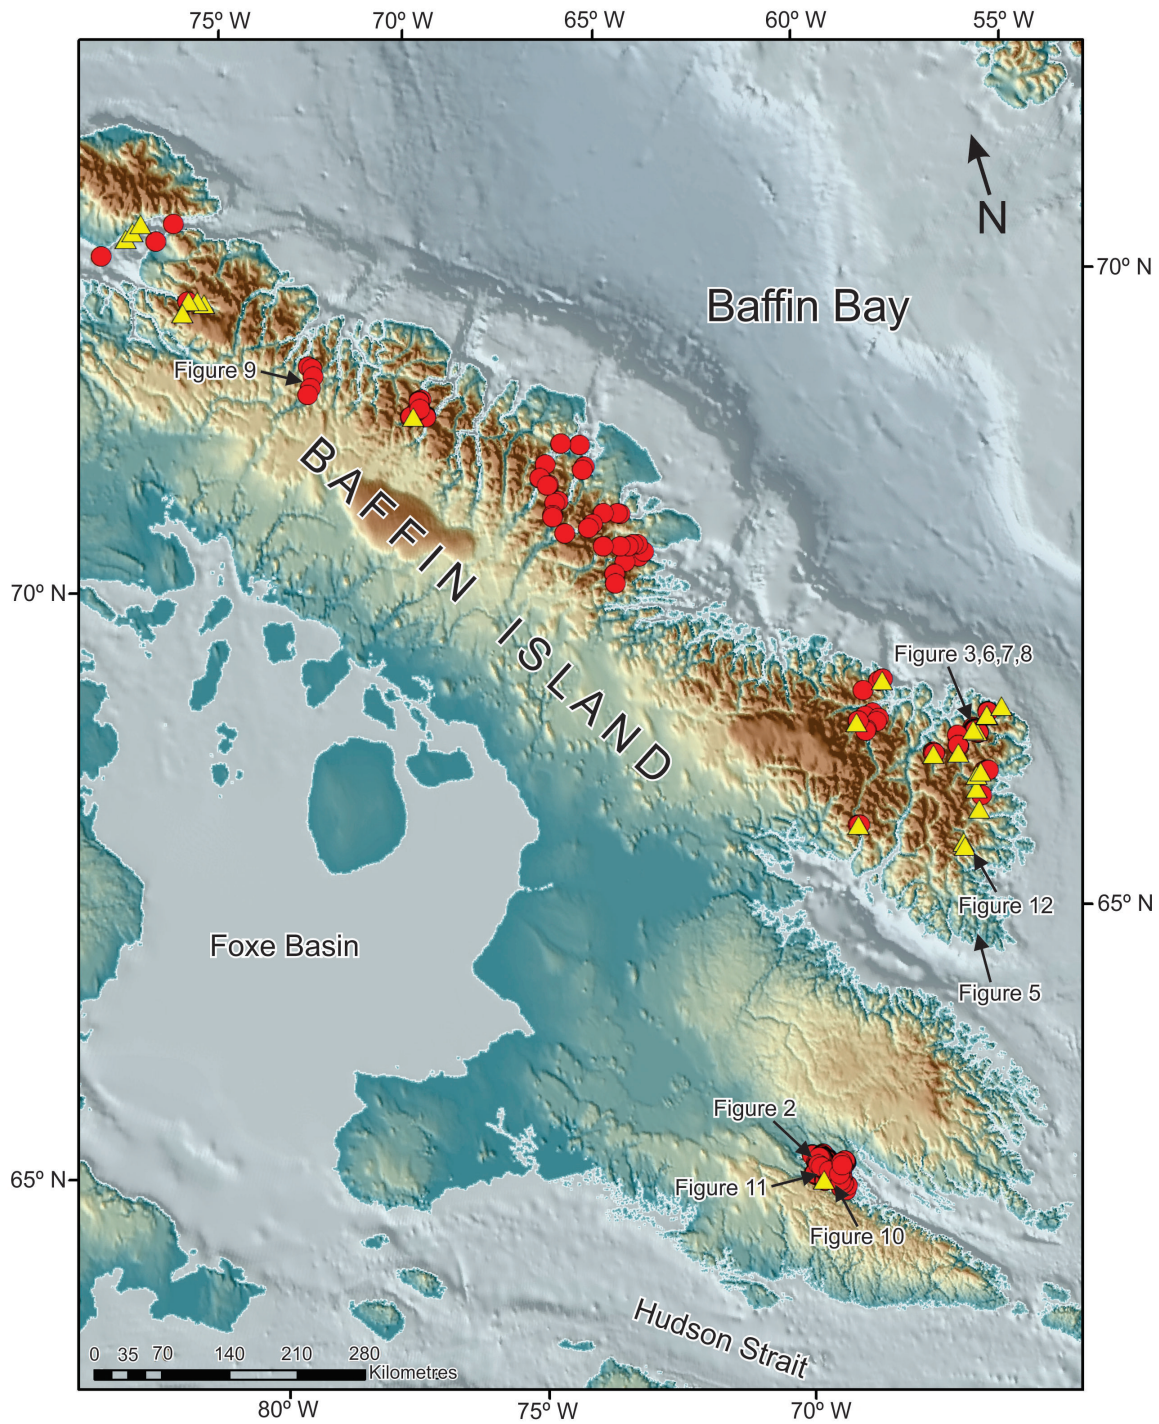 75º W 70º W 65º W 60º W 55º W
N
70º N
Baffin Bay
Figure 9
BAFFIN ISLAND
70º N
Figure 3,6,7,8
Figure 12
65º N
Foxe Basin
Figure 5
Figure 2
65º N
Figure 11
Figure 10
Hudson Strait
0 35 70 140 210 280
Kilometres
80º W 75º W 70º W